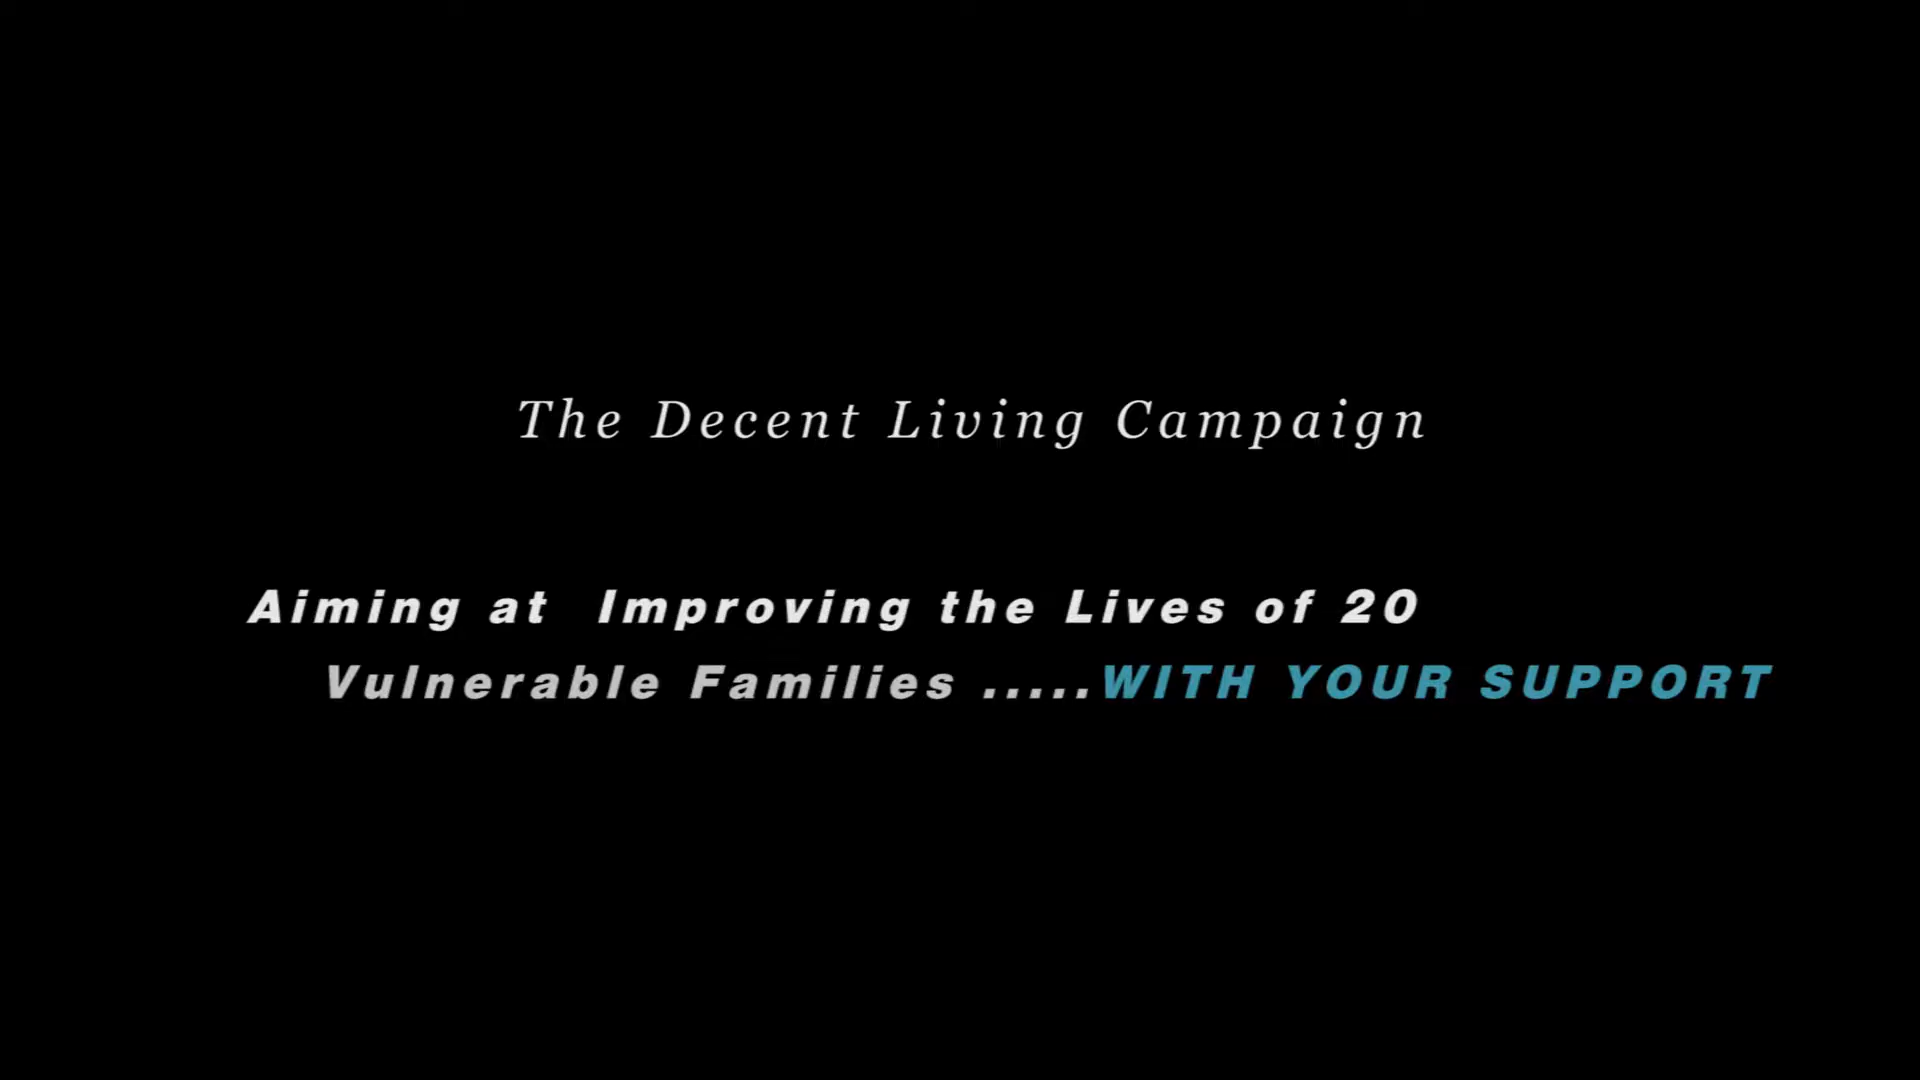 The Decent Living Campaign
Aiming at  Improving the Lives of 20
Vulnerable Families .....WITH YOUR SUPPORT